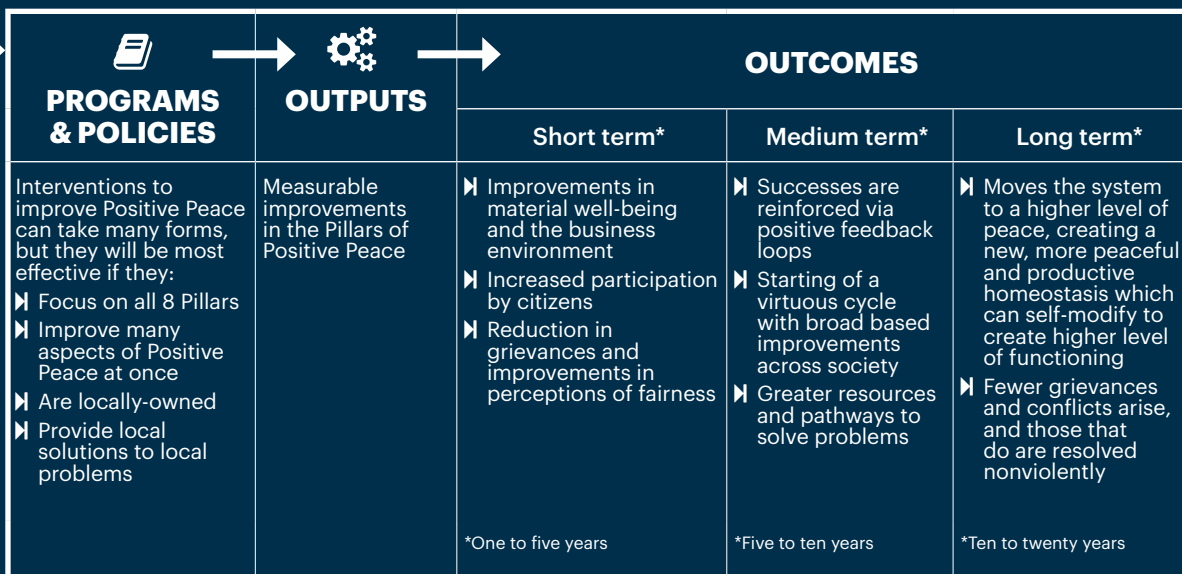 PROGRAMS
& POLICIES
OUTPUTS
OUTCOMES
Short term*
Medium term*
Long term*
Interventions to
improve Positive Peace
can take many forms,
but they will be most
effective if they:
Focus on all 8 Pillars
Improve many
aspects of Positive
Peace at once
Are locally-owned
Provide local
solutions to local
problems
Measurable
improvements
in the Pillars of
Positive Peace
Improvements in
material well-being
and the business
environment
Increased participation
by citizens
Reduction in
grievances and
improvements in
perceptions of fairness
*One to five years
Successes are
reinforced via
positive feedback
loops
Starting of a
virtuous cycle
with broad based
improvements
across society
Greater resources
and pathways to
solve problems
*Five to ten years
Moves the system
to a higher level of
peace, creating a
new, more peaceful
and productive
homeostasis which
can self-modify to
create higher level
of functioning
Fewer grievances
and conflicts arise,
and those that
do are resolved
nonviolently
*Ten to twenty years